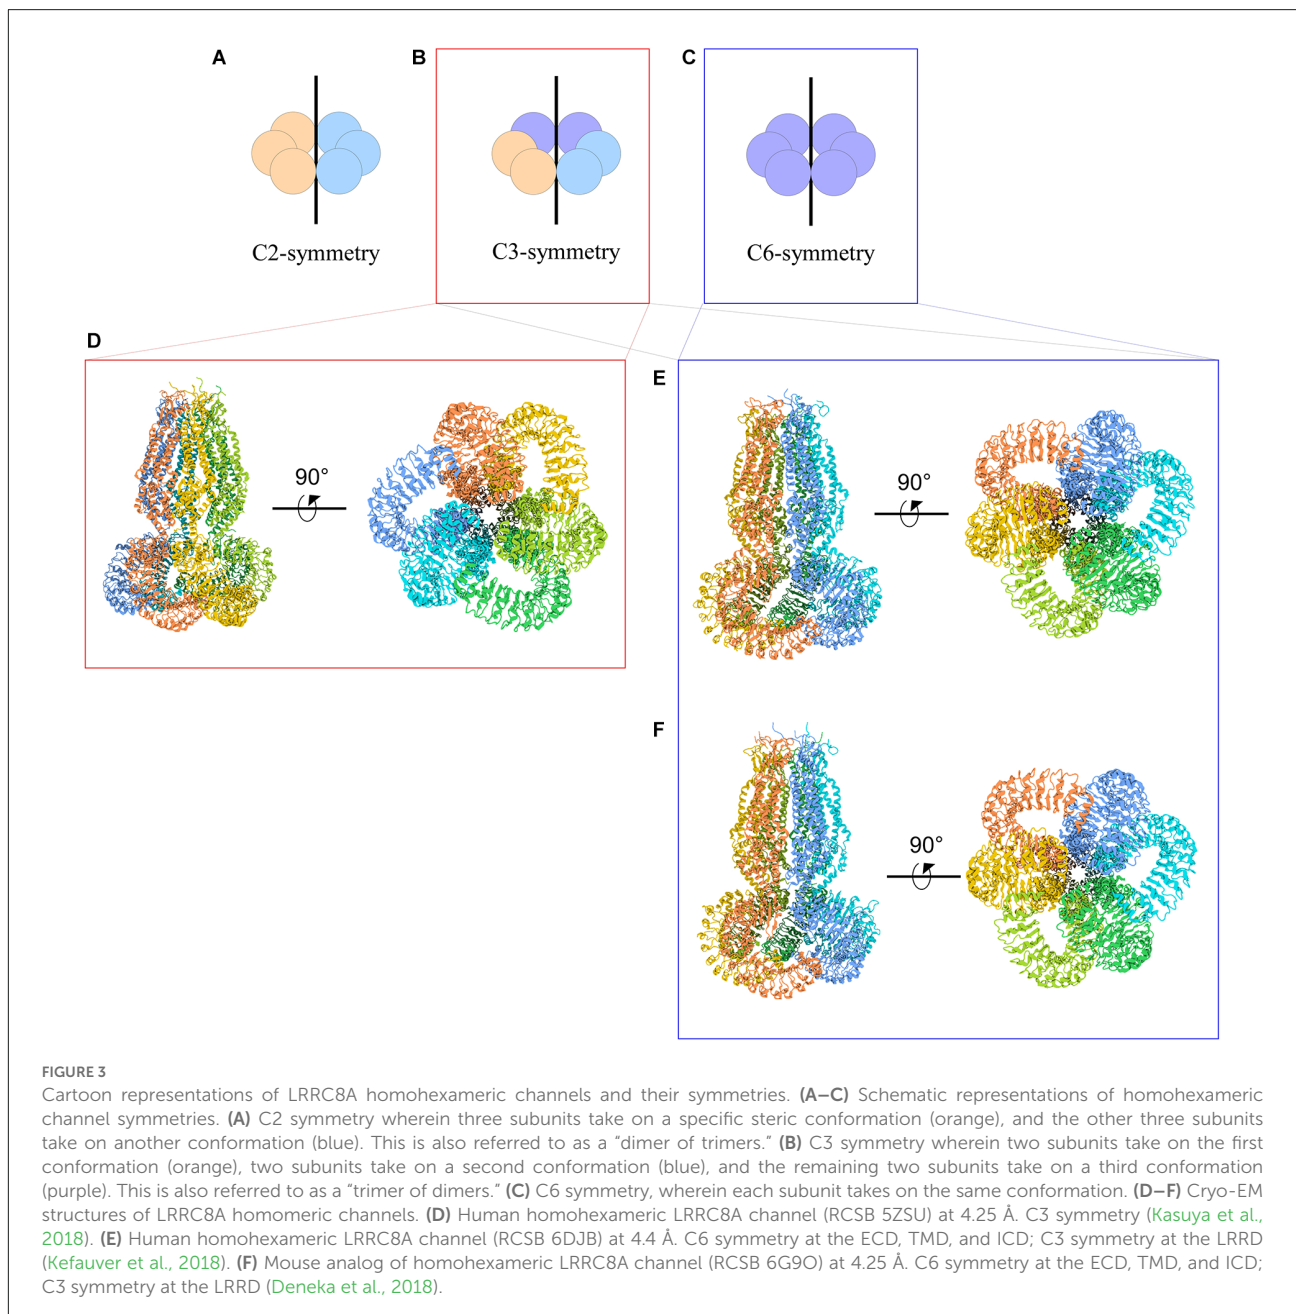 A
B
C
C2-symmetry
C3-symmetry
C6-symmetry
D
90°
E
90°
F
90°
FIGURE 3
Cartoon representations of LRRC8A homohexameric channels and their symmetries. (A–C) Schematic representations of homohexameric
channel symmetries. (A) C2 symmetry wherein three subunits take on a specific steric conformation (orange), and the other three subunits
take on another conformation (blue). This is also referred to as a “dimer of trimers.” (B) C3 symmetry wherein two subunits take on the first
conformation (orange), two subunits take on a second conformation (blue), and the remaining two subunits take on a third conformation
(purple). This is also referred to as a “trimer of dimers.” (C) C6 symmetry, wherein each subunit takes on the same conformation. (D–F) Cryo-EM
structures of LRRC8A homomeric channels. (D) Human homohexameric LRRC8A channel (RCSB 5ZSU) at 4.25 Å. C3 symmetry (Kasuya et al.,
2018). (E) Human homohexameric LRRC8A channel (RCSB 6DJB) at 4.4 Å. C6 symmetry at the ECD, TMD, and ICD; C3 symmetry at the LRRD
(Kefauver et al., 2018). (F) Mouse analog of homohexameric LRRC8A channel (RCSB 6G9O) at 4.25 Å. C6 symmetry at the ECD, TMD, and ICD;
C3 symmetry at the LRRD (Deneka et al., 2018).